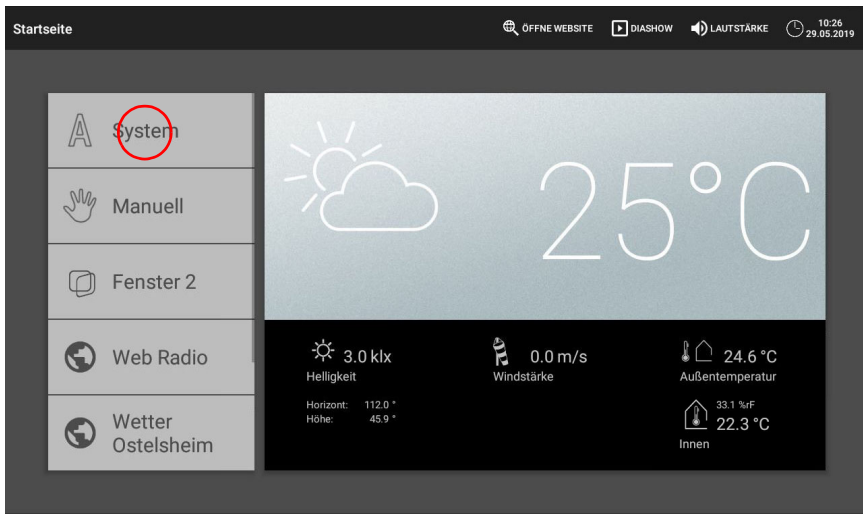 Startseite
ÖFFNE WEBSITE
DIASHOW
LAUTSTÄRKE
10:26
29.05.2019
System
Manuell
Fenster 2
Web Radio
Wetter
Ostelsheim
25°C
3.0 klx
Helligkeit
Horizont: 112.0 °
Höhe: 45.9 °
0.0 m/s
Windstärke
24.6 °C
Außentemperatur
33.1 %rF
22.3 °C
Innen